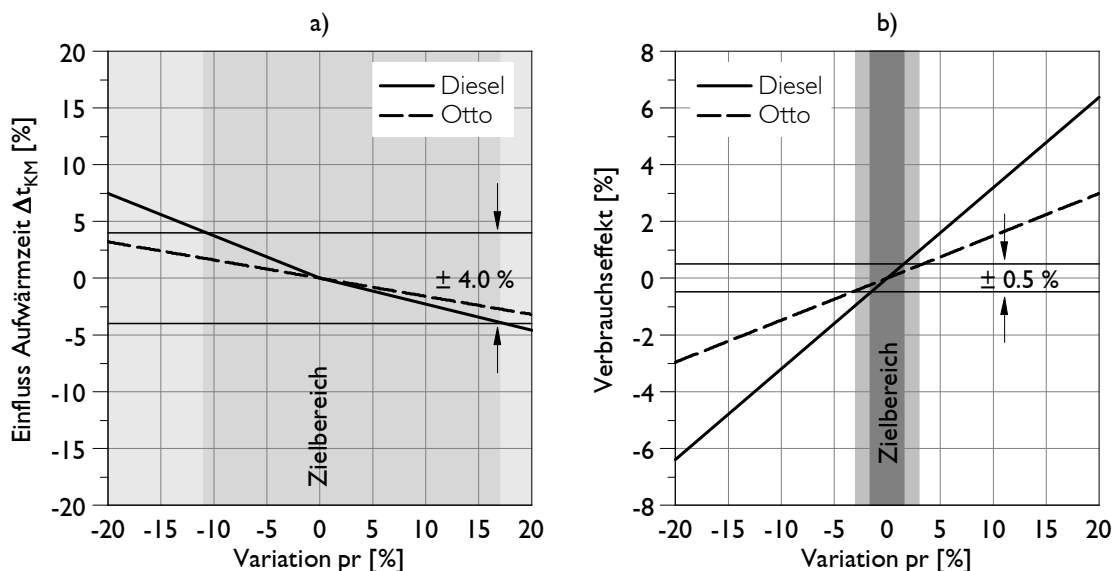 a)
Einfluss Aufwärmzeit Δt_KM [%]
20
15
10
5
0
-5
-10
-15
-20
Diesel
Otto
± 4.0 %
Zielbereich
-20 -15 -10 -5 0 5 10 15 20
Variation pr [%]
b)
Verbrauchseffekt [%]
8
6
4
2
0
-2
-4
-6
-8
Diesel
Otto
± 0.5 %
Zielbereich
-20 -15 -10 -5 0 5 10 15 20
Variation pr [%]